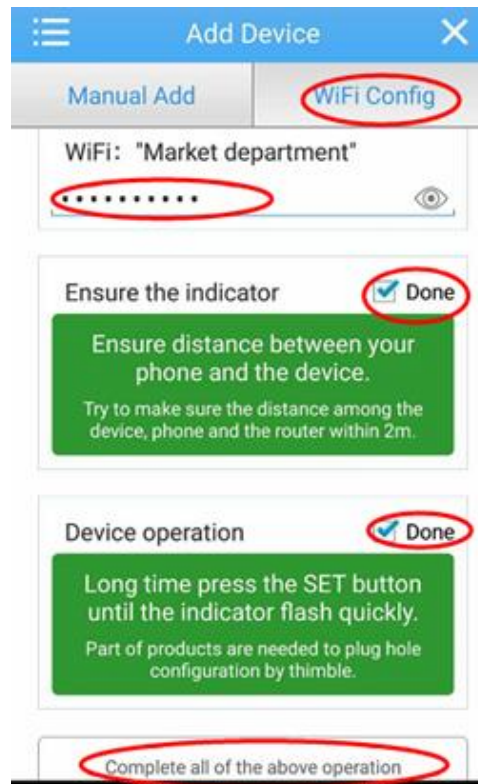 Add Device
Manual Add
WiFi Config
WiFi: "Market department"
Ensure the indicator
Done
Ensure distance between your
phone and the device.
Try to make sure the distance among the
device, phone and the router within 2m.
Device operation
Done
Long time press the SET button
until the indicator flash quickly.
Part of products are needed to plug hole
configuration by thimble.
Complete all of the above operation